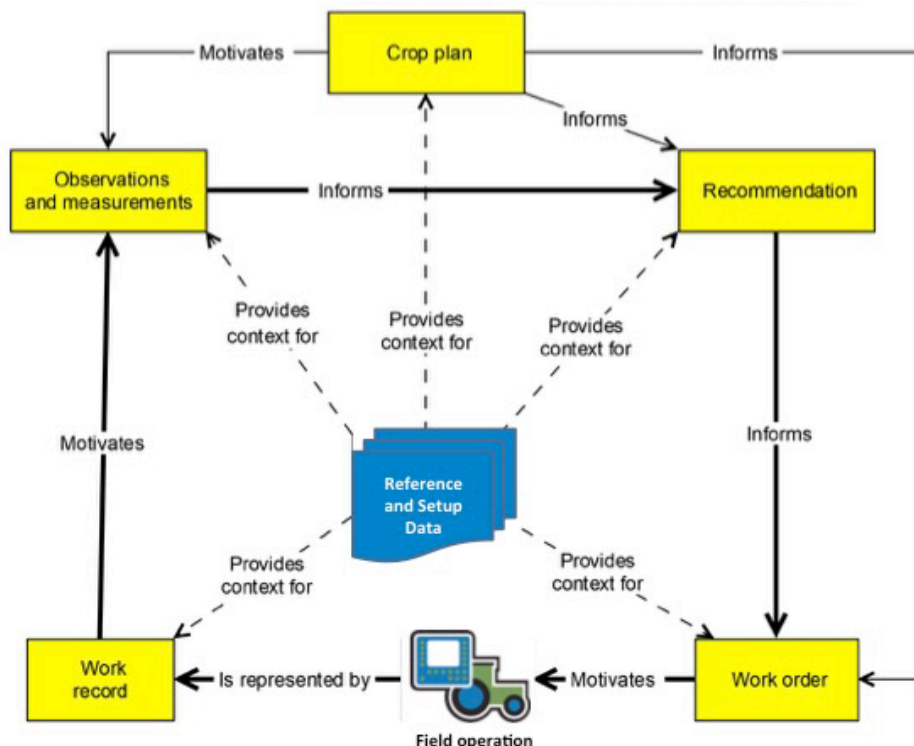 Motivates
Crop plan
Informs
Informs
Observations
and measurements
Informs
Recommendation
Provides
context for
Provides
context for
Provides
context for
Motivates
Informs
Reference
and Setup
Data
Provides
context for
Provides
context for
Work
record
Is represented by
Motivates
Work order
Field operation